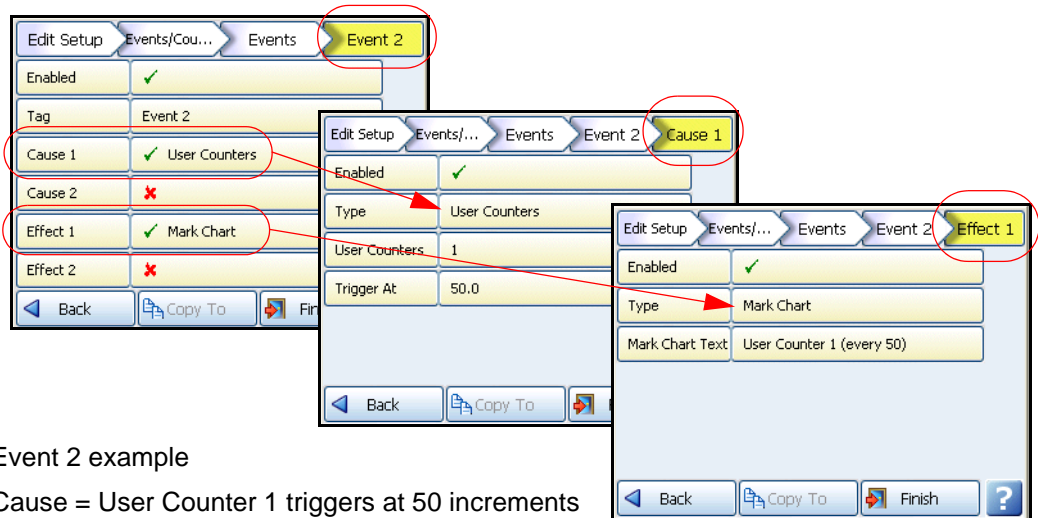 Edit Setup Events/Cou... Events Event 2
Enabled
Tag Event 2
Cause 1 User Counters
Cause 2
Effect 1 Mark Chart
Effect 2
Back Copy To Fin
Edit Setup Events/... Events Event 2 Cause 1
Enabled
Type User Counters
User Counters 1
Trigger At 50.0
Back Copy To
Edit Setup Events/... Events Event 2 Effect 1
Enabled
Type Mark Chart
Mark Chart Text User Counter 1 (every 50)
Back Copy To Finish ?
Event 2 example
Cause = User Counter 1 triggers at 50 increments